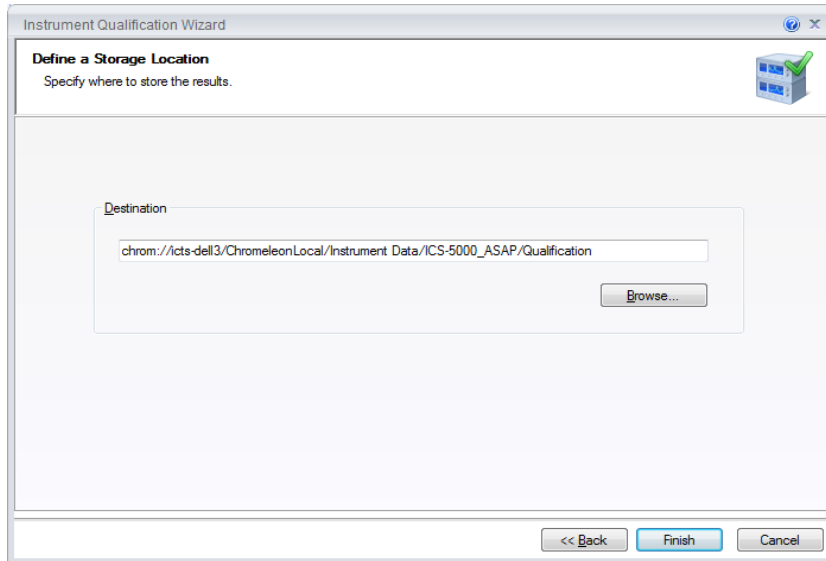 Instrument Qualification Wizard
Define a Storage Location
Specify where to store the results.
Destination
chrom://icts-dell3/ChromeleonLocal/Instrument Data/ICS-5000_ASAP/Qualification
Browse...
<< Back
Finish
Cancel